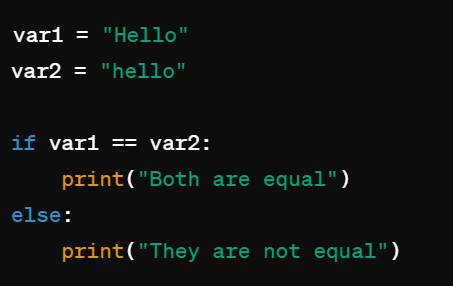 var1 = "Hello"
var2 = "hello"

if var1 == var2:
    print("Both are equal")
else:
    print("They are not equal")